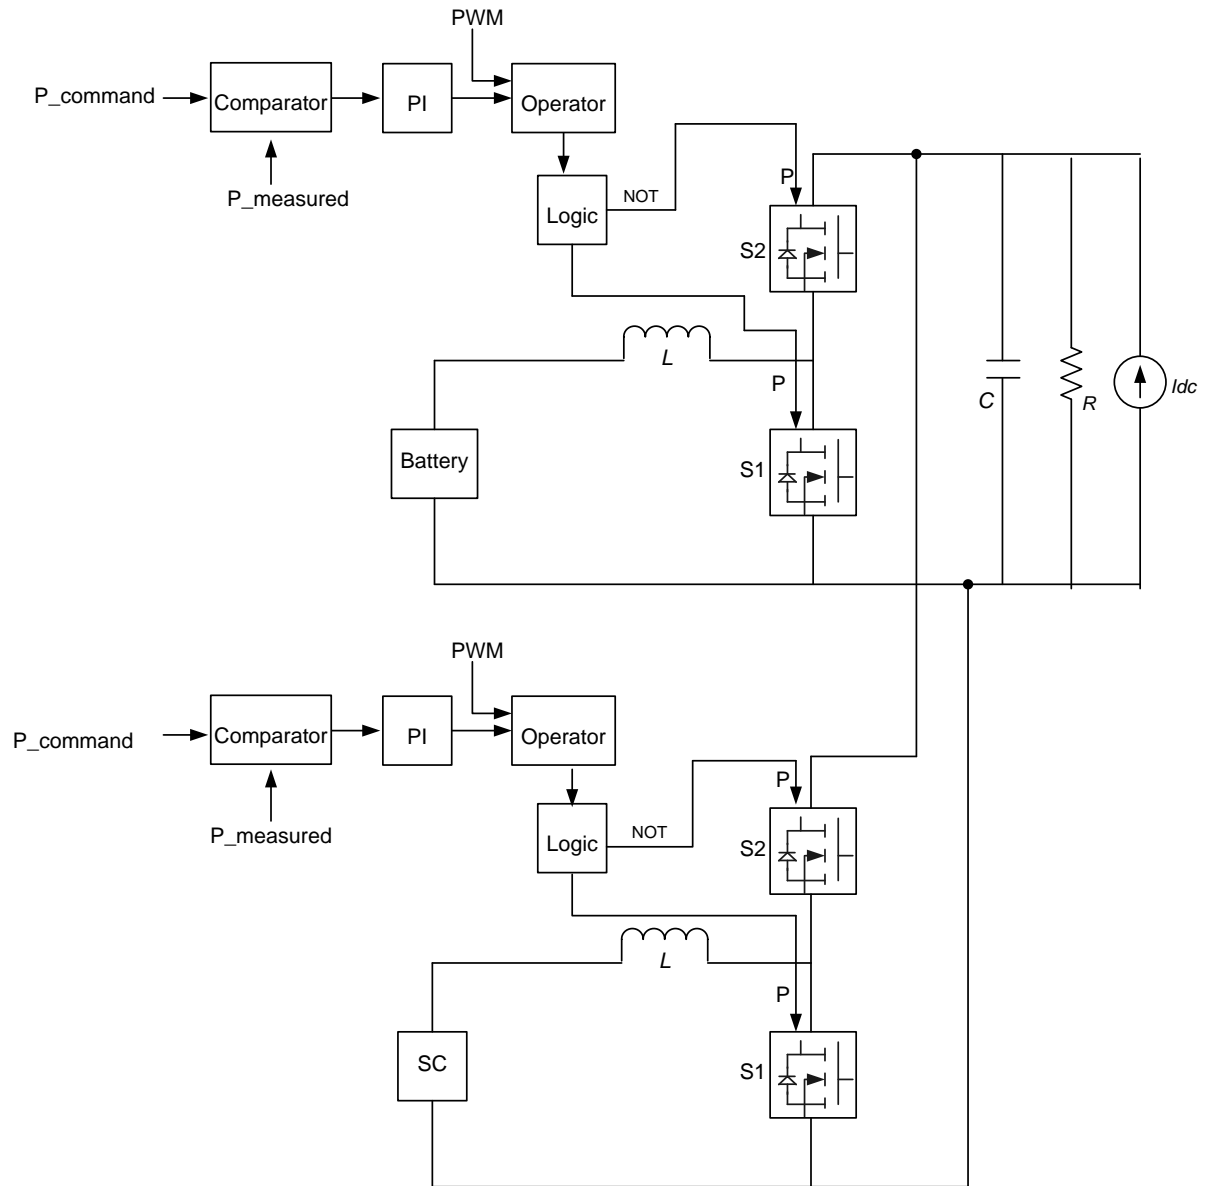 PWM
P_command
Comparator
PI
Operator
P_measured
NOT
P
Logic
S2
L
P
C
R
Idc
Battery
S1
PWM
P_command
Comparator
PI
Operator
P_measured
NOT
P
Logic
S2
L
P
SC
S1